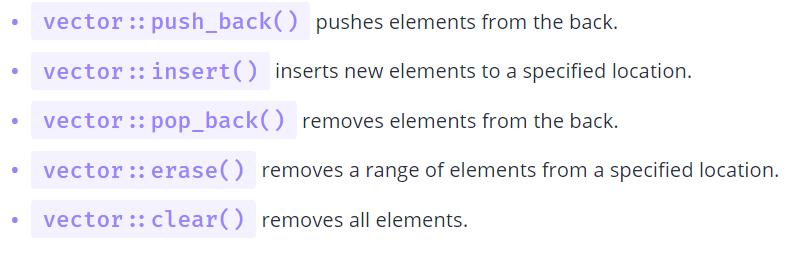 • vector::push_back() pushes elements from the back.
• vector::insert() inserts new elements to a specified location.
• vector::pop_back() removes elements from the back.
• vector::erase() removes a range of elements from a specified location.
• vector::clear() removes all elements.